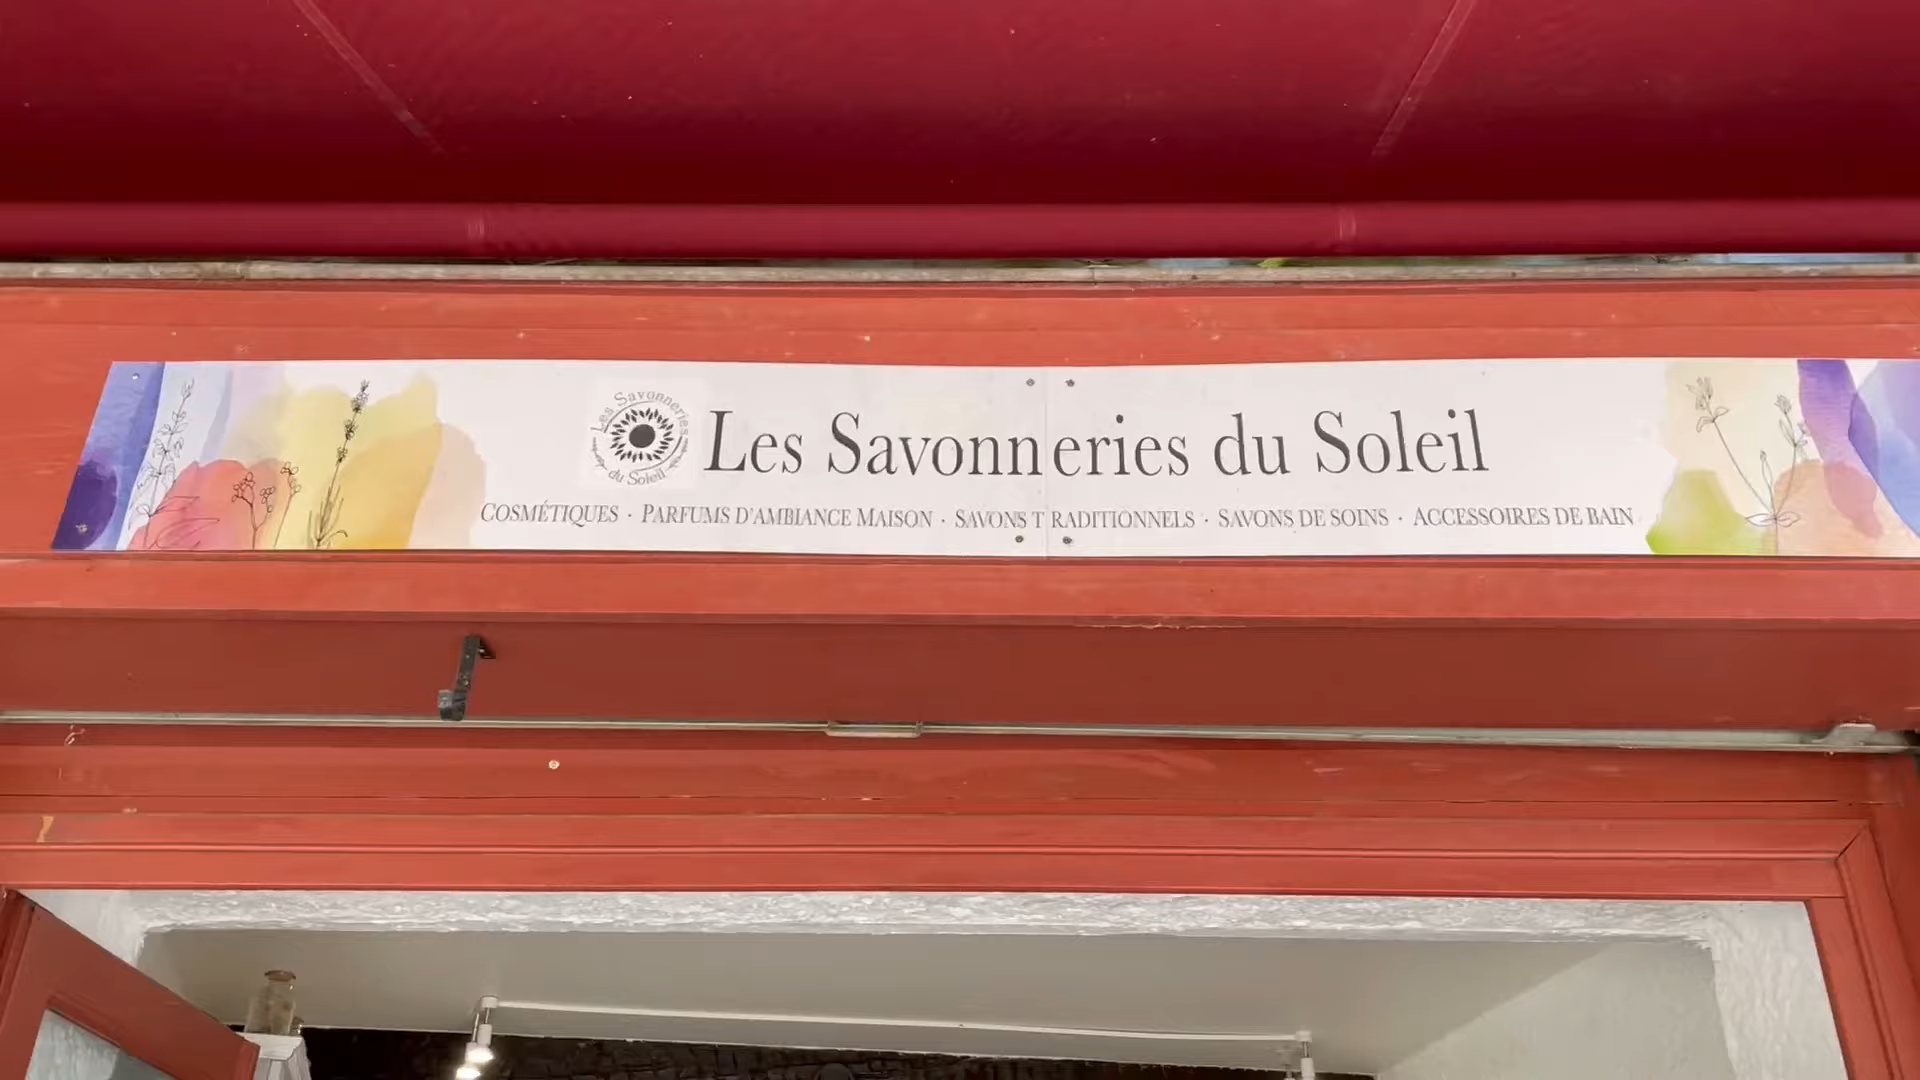 Les Savonneries
du Soleil
Les Savonneries du Soleil
COSMÉTIQUES · PARFUMS D'AMBIANCE MAISON · SAVONS TRADITIONNELS · SAVONS DE SOINS · ACCESSOIRES DE BAIN